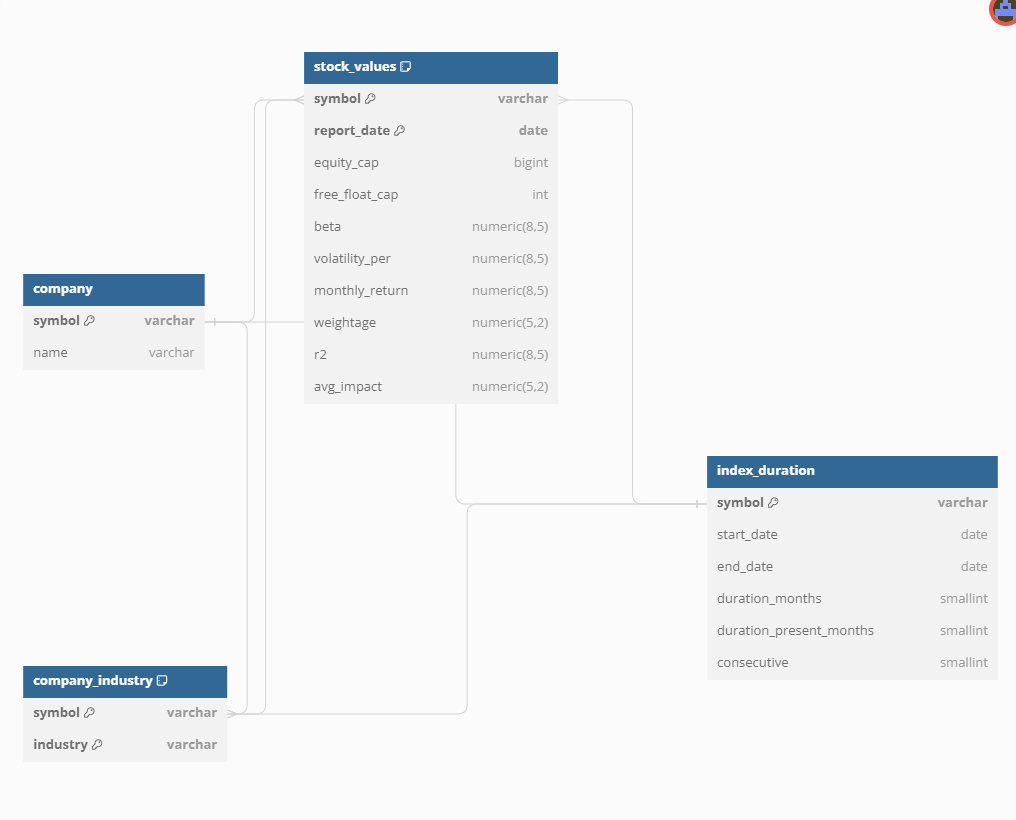 stock_values
symbol varchar
report_date date
equity_cap bigint
free_float_cap int
beta numeric(8,5)
volatility_per numeric(8,5)
monthly_return numeric(8,5)
weightage numeric(5,2)
r2 numeric(8,5)
avg_impact numeric(5,2)
company
symbol varchar
name varchar
index_duration
symbol varchar
start_date date
end_date date
duration_months smallint
duration_present_months smallint
consecutive smallint
company_industry
symbol varchar
industry varchar